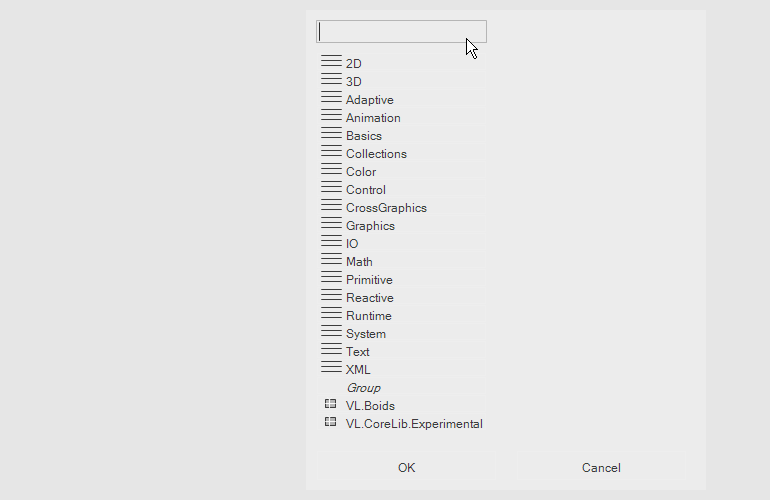 2D
3D
Adaptive
Animation
Basics
Collections
Color
Control
CrossGraphics
Graphics
IO
Math
Primitive
Reactive
Runtime
System
Text
XML
Group
VL.Boids
VL.CoreLib.Experimental
OK Cancel